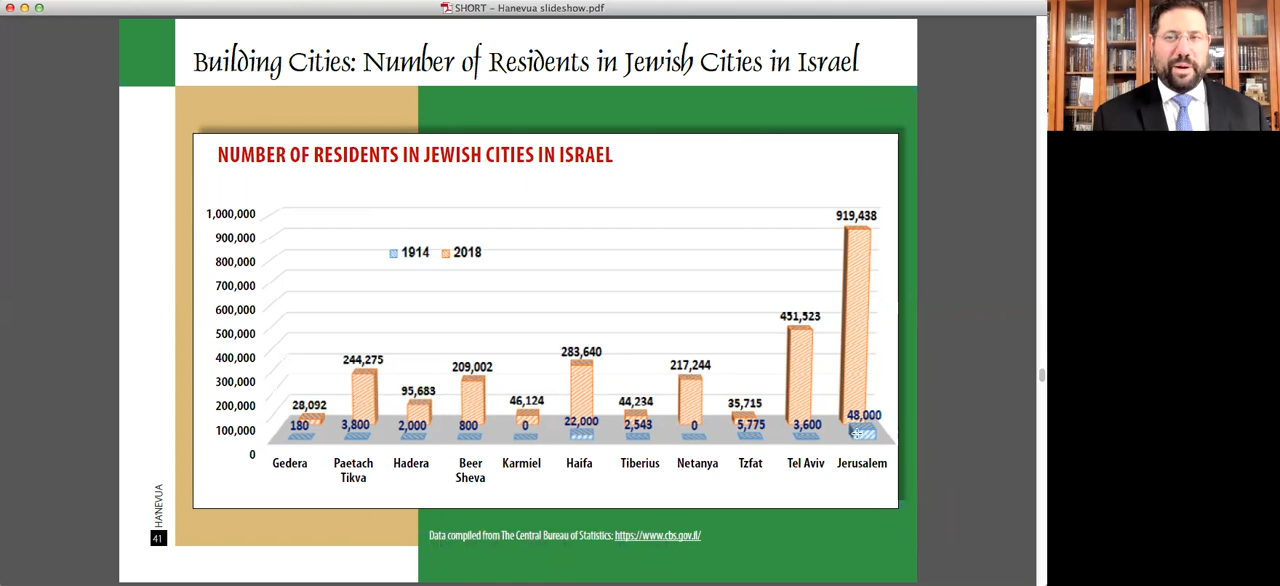 SHORT - Hanevua slideshow.pdf
Building Cities: Number of Residents in Jewish Cities in Israel
NUMBER OF RESIDENTS IN JEWISH CITIES IN ISRAEL
1,000,000
900,000
800,000
700,000
600,000
500,000
400,000
300,000
200,000
100,000
0
1914 2018
28,092 244,275 95,683 209,002 46,124 283,640 44,234 217,244 35,715 451,523 919,438
180 3,800 2,000 800 0 22,000 2,543 0 5,775 3,600 48,000
Gedera Paetach Hadera Beer Karmiel Haifa Tiberius Netanya Tzfat Tel Aviv Jerusalem
Tikva Sheva
HA'NEVUA
41
Data compiled from The Central Bureau of Statistics: https://www.cbs.gov.il/